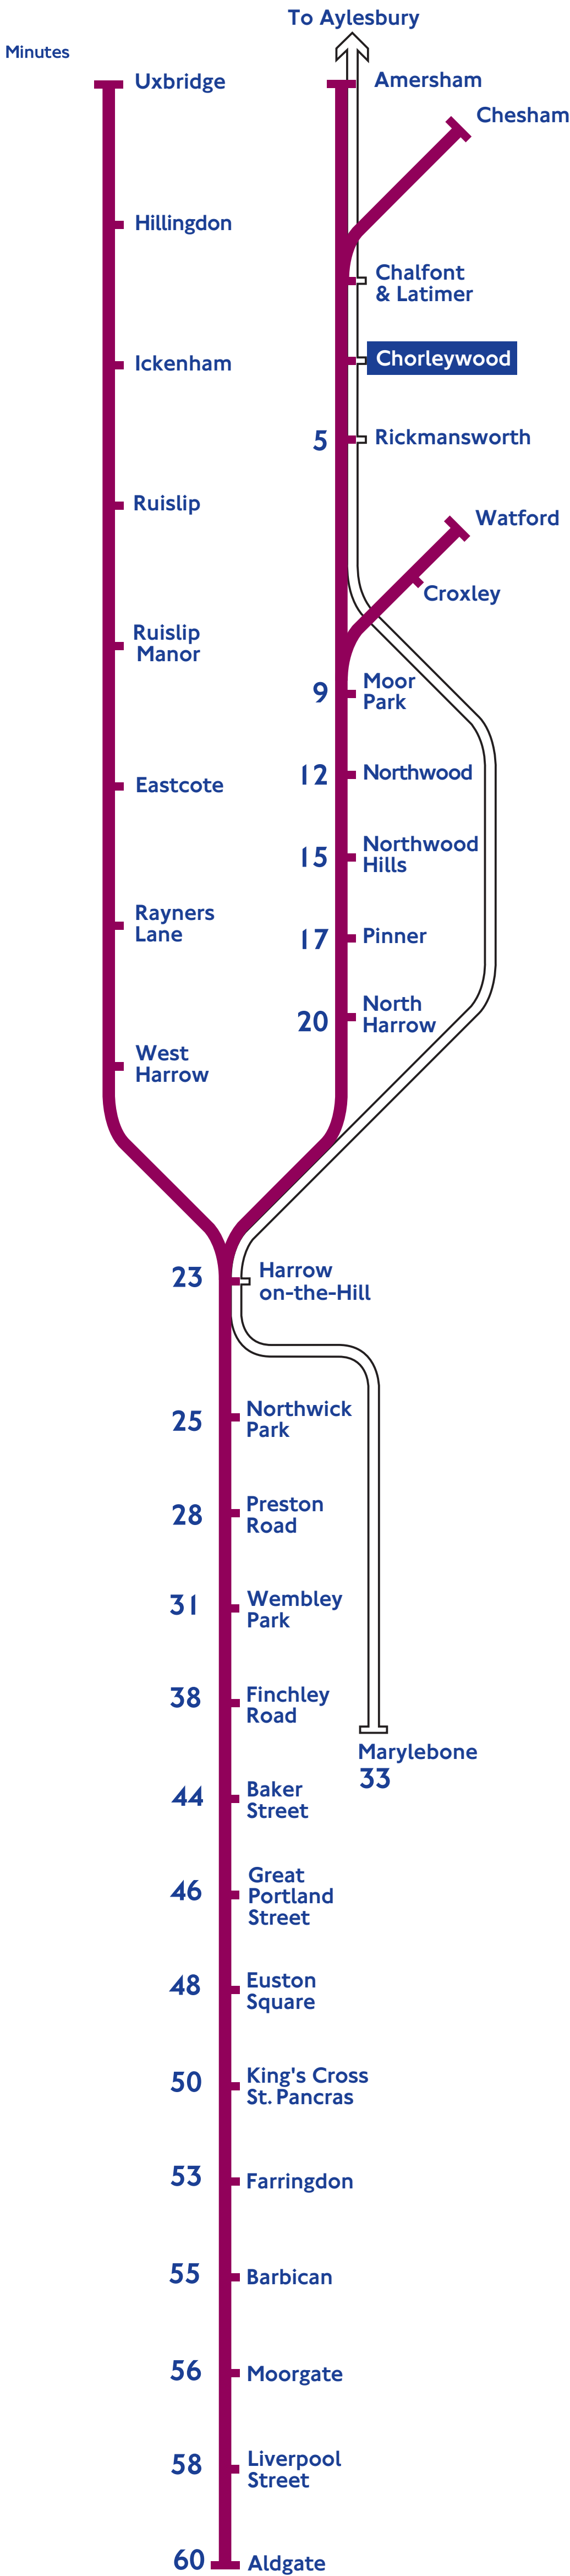 To Aylesbury
Minutes
Uxbridge
Amersham
Chesham
Hillingdon
Chalfont
& Latimer
Chorleywood
Ickenham
5 Rickmansworth
Ruislip
Watford
Croxley
Ruislip
Manor
9 Moor
Park
12 Northwood
Eastcote
15 Northwood
Hills
Rayners
Lane
17 Pinner
20 North
Harrow
West
Harrow
23 Harrow
on-the-Hill
25 Northwick
Park
28 Preston
Road
31 Wembley
Park
38 Finchley
Road
Marylebone
33
44 Baker
Street
46 Great
Portland
Street
48 Euston
Square
50 King's Cross
St. Pancras
53 Farringdon
55 Barbican
56 Moorgate
58 Liverpool
Street
60 Aldgate